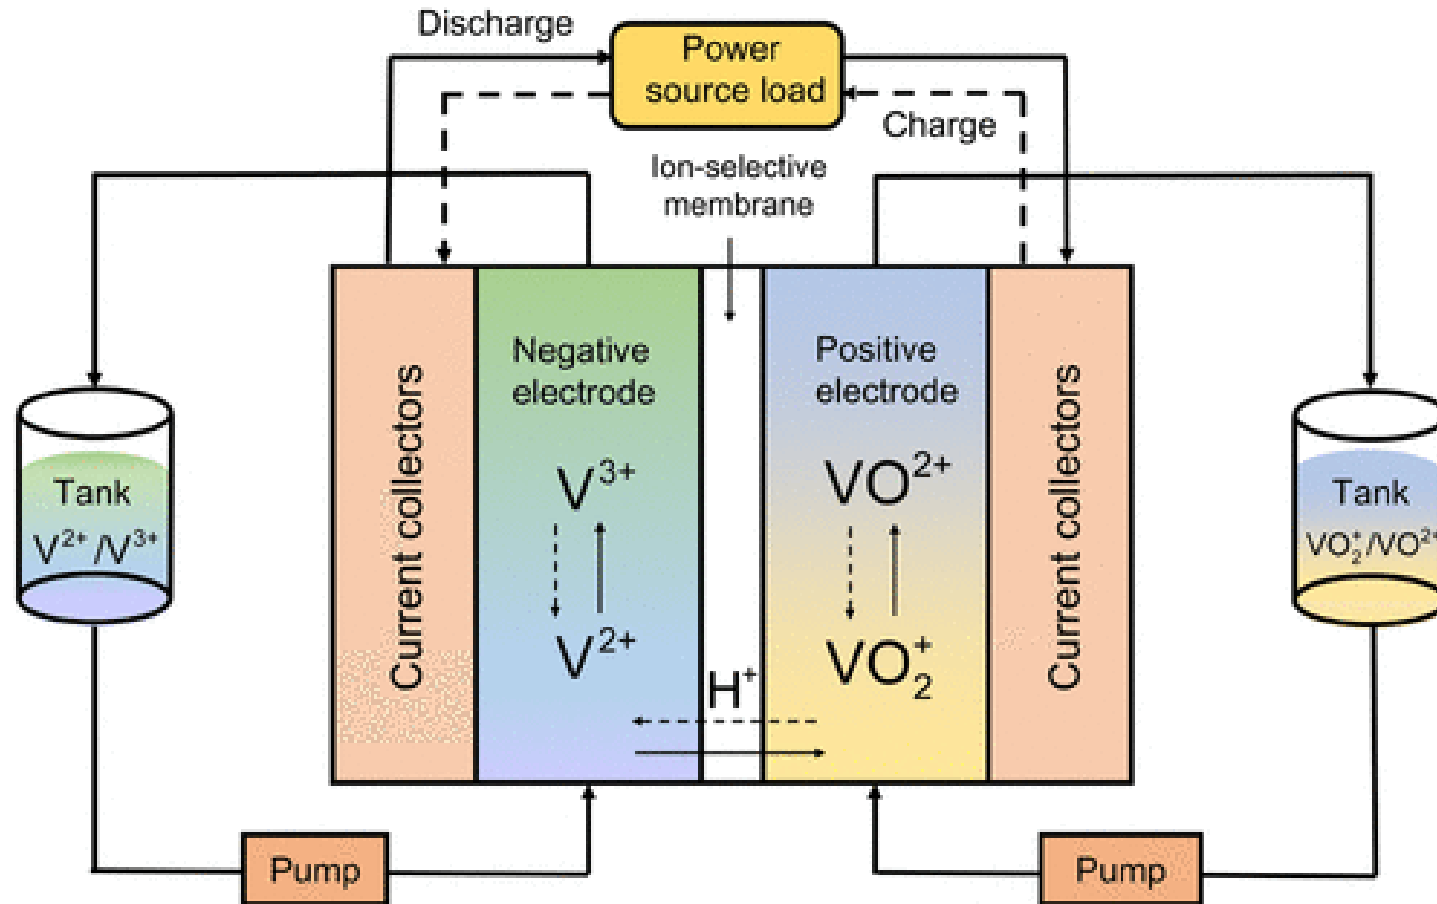 Discharge
Power
source load
Charge
Ion-selective
membrane
Current collectors
Negative
electrode
V³⁺
V²⁺
H⁺
Positive
electrode
VO²⁺
VO₂⁺
Current collectors
Tank
V²⁺/V³⁺
Tank
VO₂⁺/VO²⁺
Pump
Pump